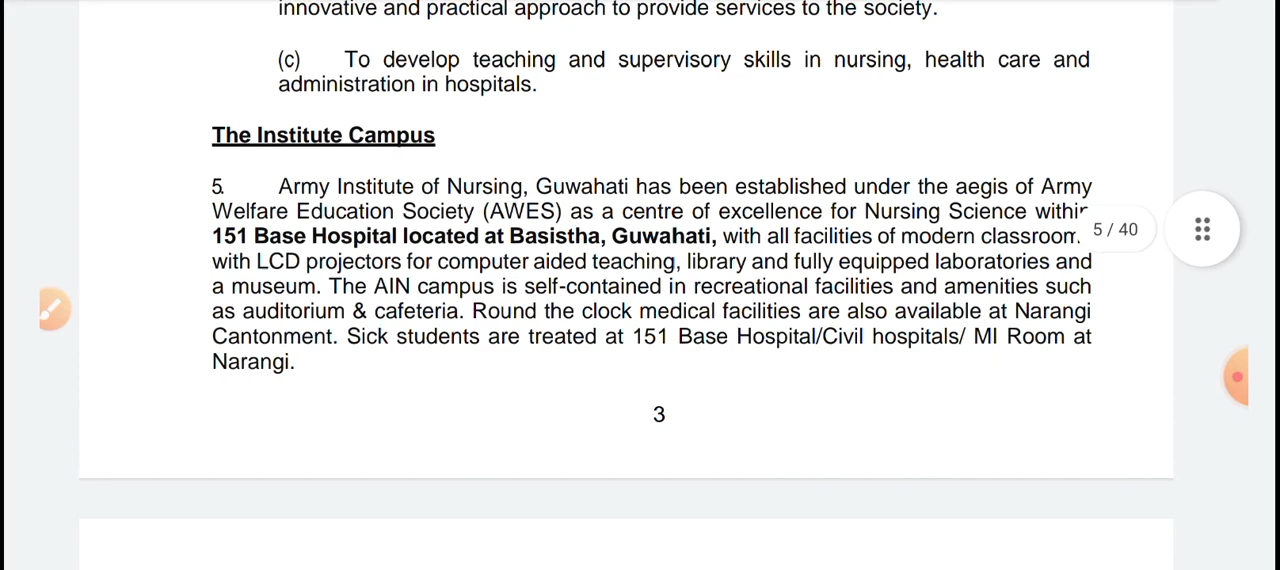 innovative and practical approach to provide services to the society.
(c) To develop teaching and supervisory skills in nursing, health care and
administration in hospitals.
The Institute Campus
5. Army Institute of Nursing, Guwahati has been established under the aegis of Army
Welfare Education Society (AWES) as a centre of excellence for Nursing Science within
151 Base Hospital located at Basistha, Guwahati, with all facilities of modern classroom.
with LCD projectors for computer aided teaching, library and fully equipped laboratories and
a museum. The AIN campus is self-contained in recreational facilities and amenities such
as auditorium & cafeteria. Round the clock medical facilities are also available at Narangi
Cantonment. Sick students are treated at 151 Base Hospital/Civil hospitals/ MI Room at
Narangi.
3
5 / 40